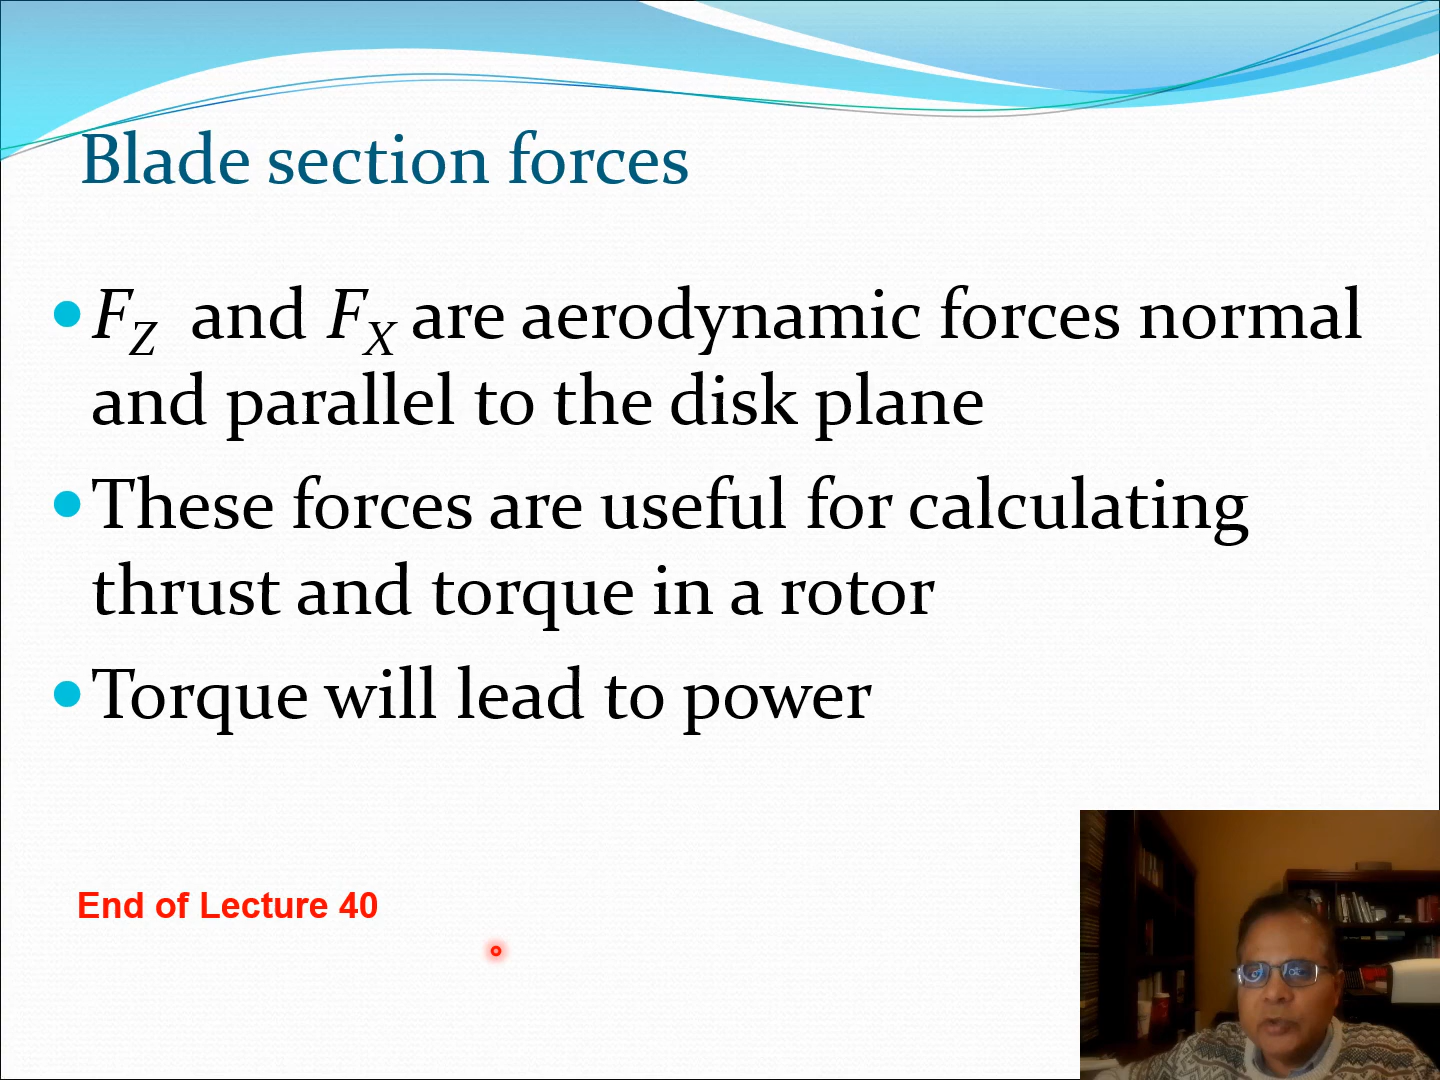 Blade section forces
• F_Z and F_X are aerodynamic forces normal
and parallel to the disk plane
• These forces are useful for calculating
thrust and torque in a rotor
• Torque will lead to power
End of Lecture 40